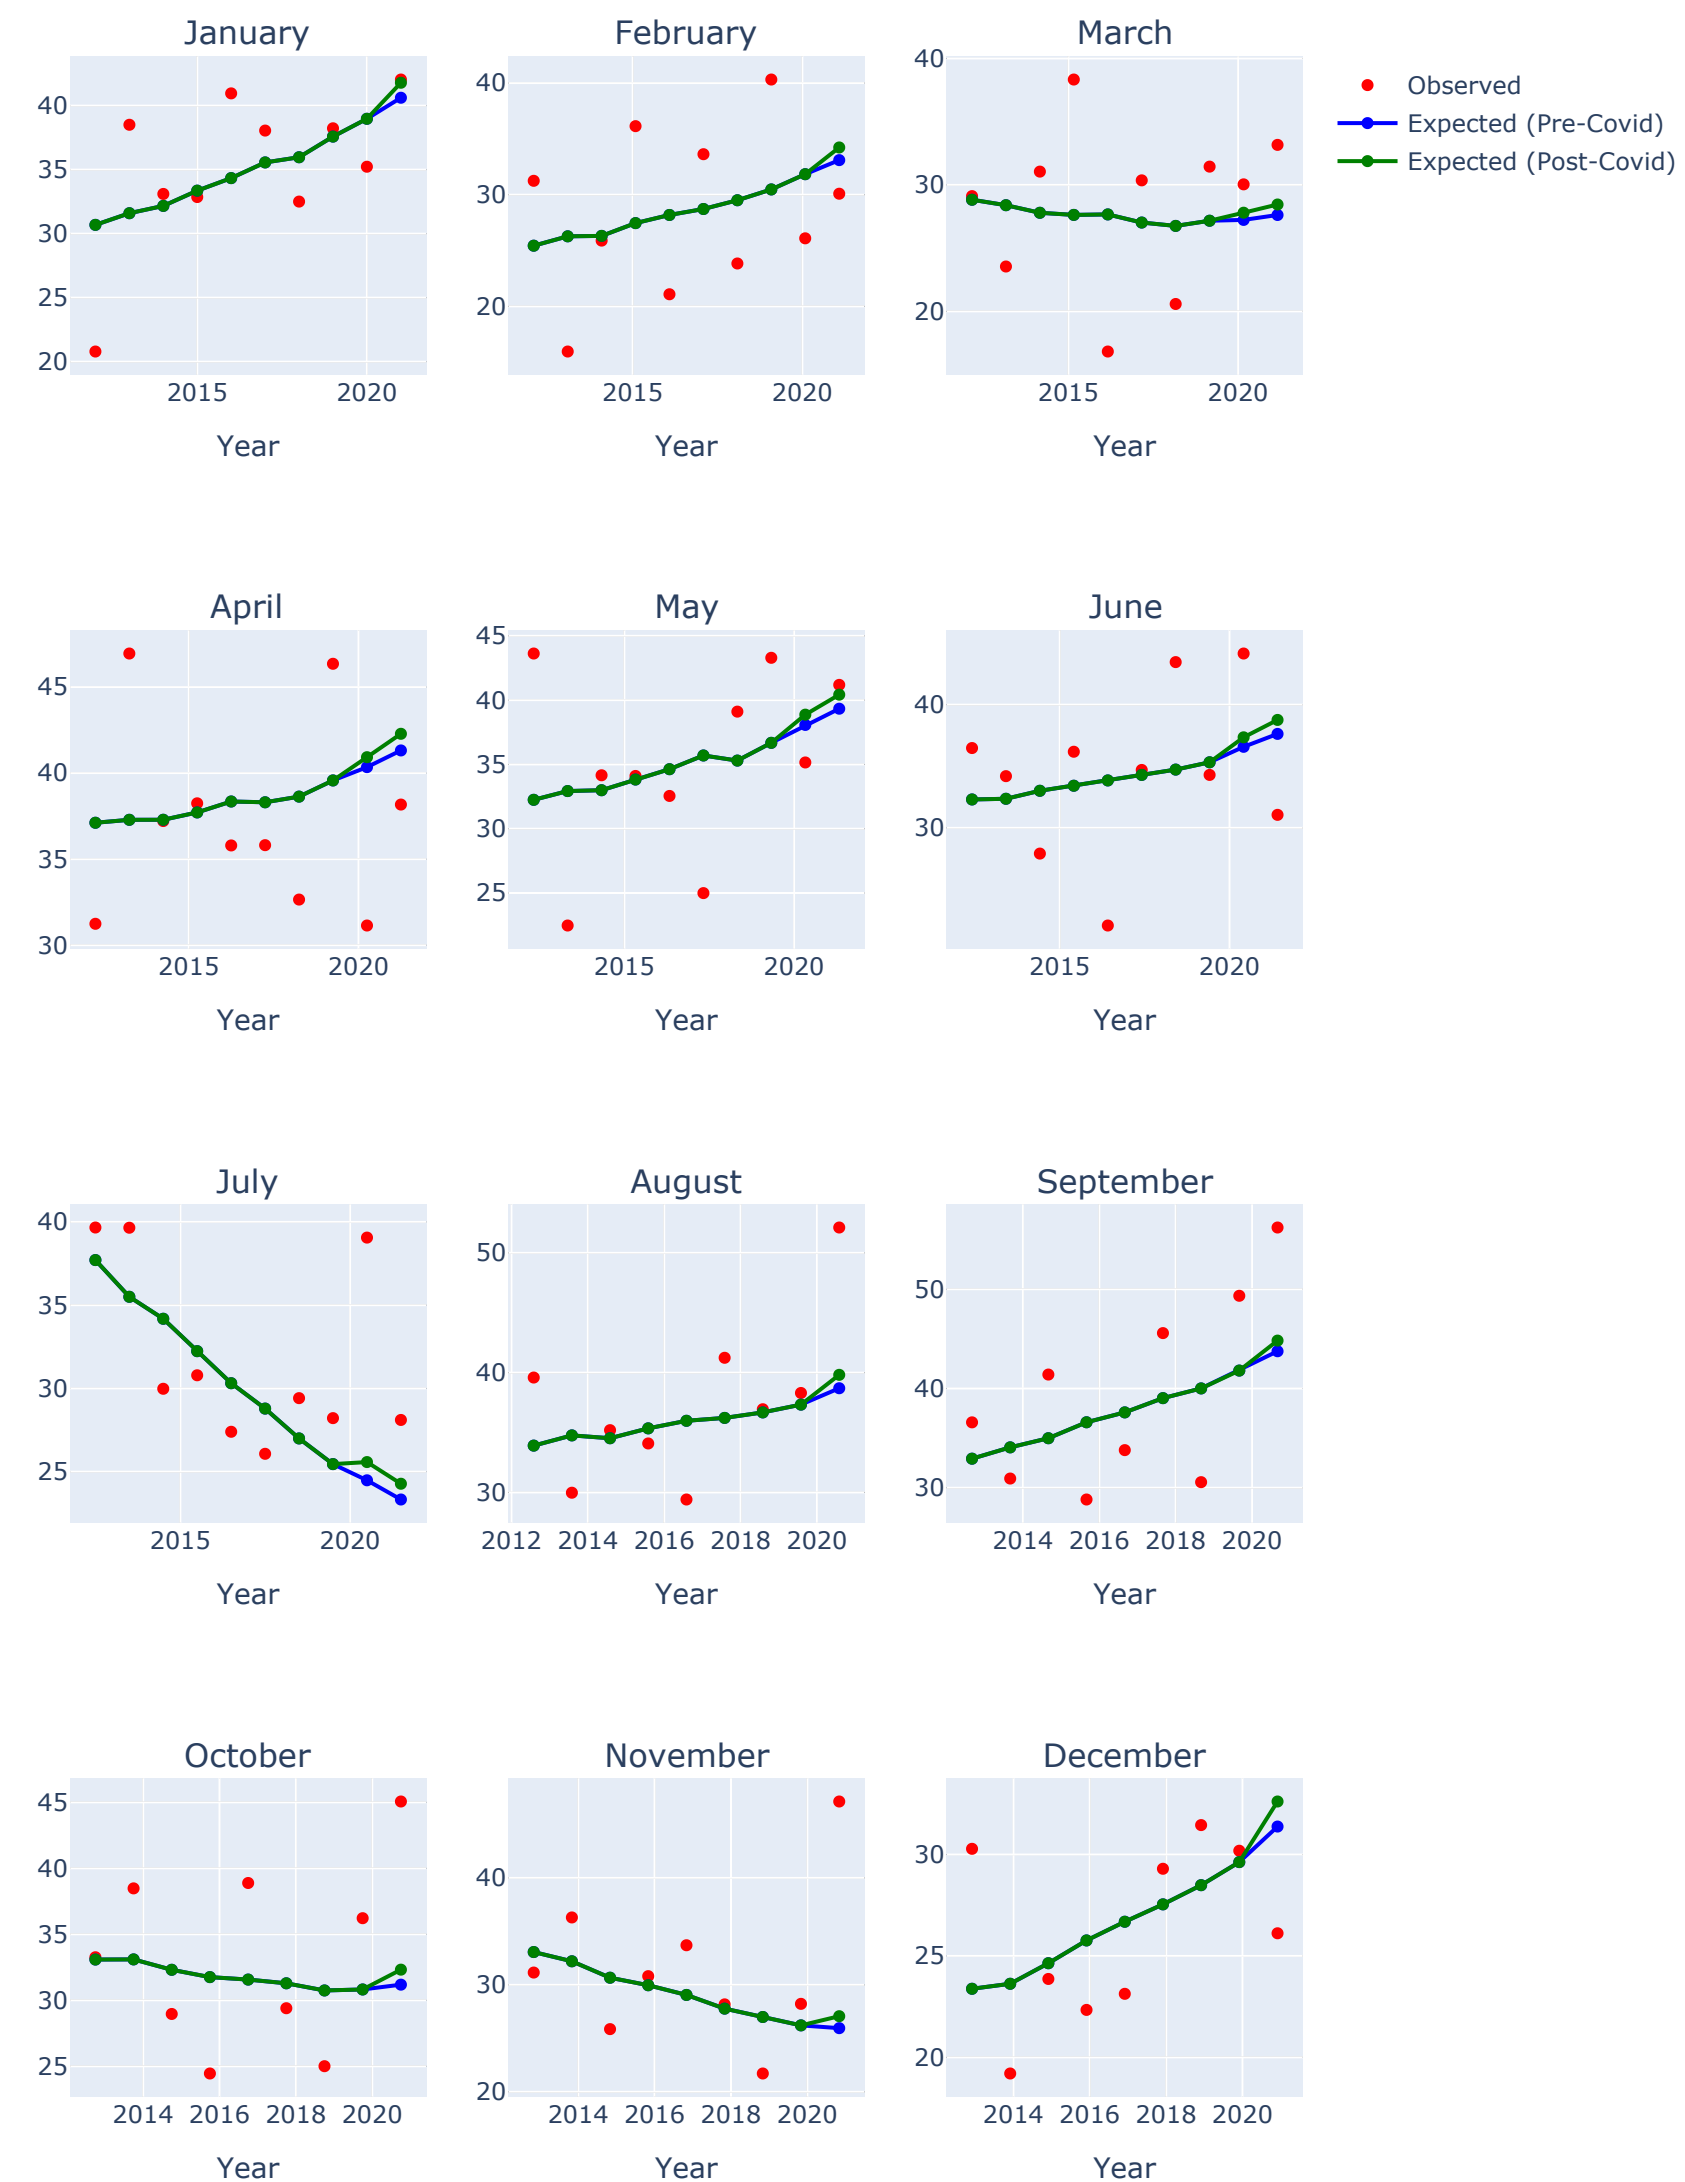 January
February
March
40
35
30
25
20
2015
2020
Year
40
30
20
2015
2020
Year
40
30
20
2015
2020
Year
Observed
Expected (Pre-Covid)
Expected (Post-Covid)
April
May
June
45
40
35
30
2015
2020
Year
45
40
35
30
25
2015
2020
Year
40
30
2015
2020
Year
July
August
September
40
35
30
25
2015
2020
Year
50
40
30
2012 2014 2016 2018 2020
Year
50
40
30
2014 2016 2018 2020
Year
October
November
December
45
40
35
30
25
2014 2016 2018 2020
Year
40
30
20
2014 2016 2018 2020
Year
30
25
20
2014 2016 2018 2020
Year